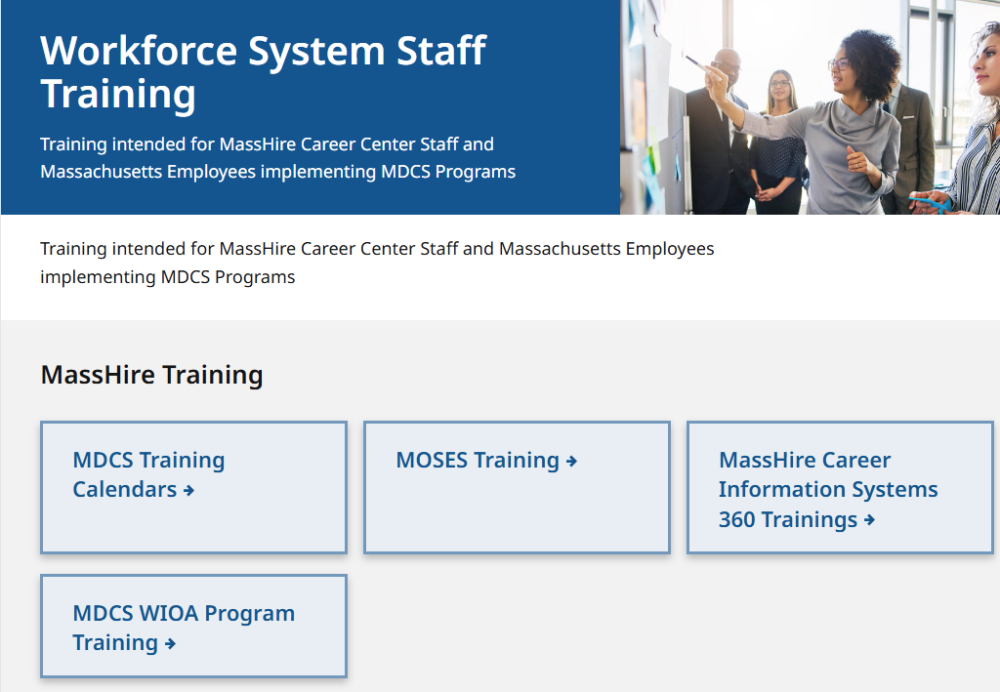 Workforce System Staff
Training
Training intended for MassHire Career Center Staff and
Massachusetts Employees implementing MDCS Programs
Training intended for MassHire Career Center Staff and Massachusetts Employees
implementing MDCS Programs
MassHire Training
MDCS Training
Calendars →
MOSES Training →
MassHire Career
Information Systems
360 Trainings →
MDCS WIOA Program
Training →